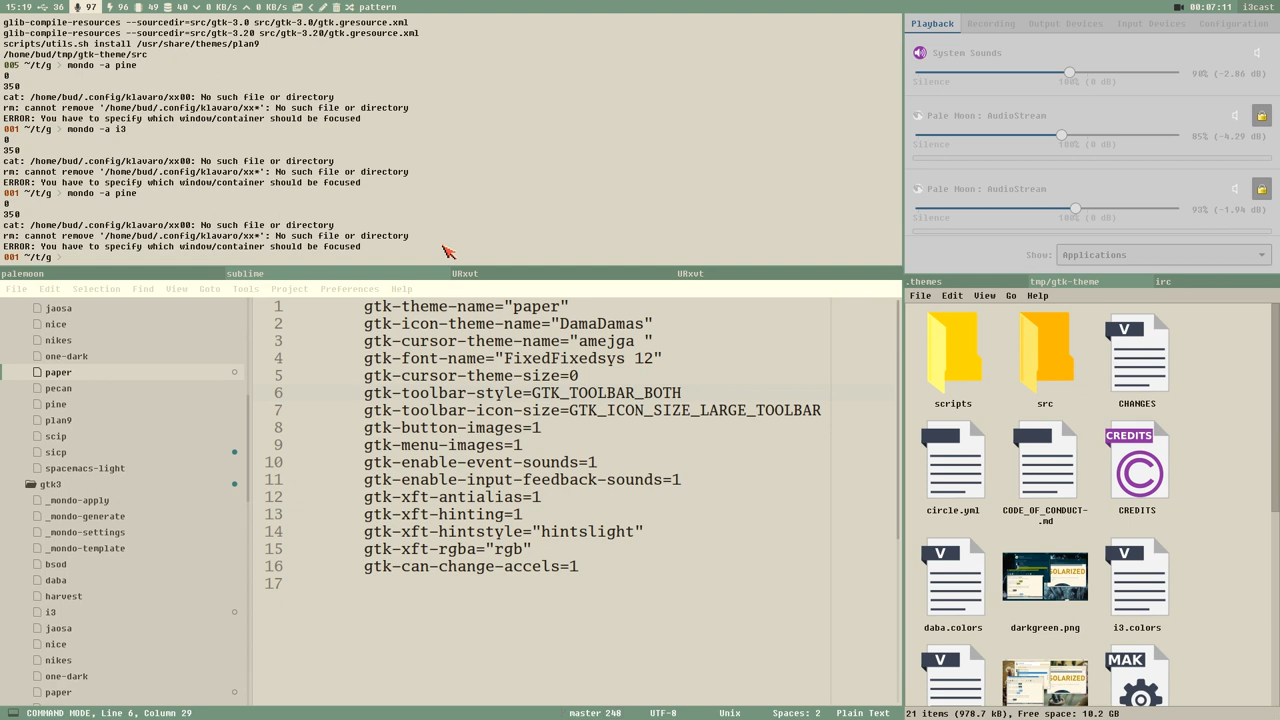 15:19 36 97 96 49 40 0 KB/s 0 KB/s pattern 00:07:11 i3cast
glib-compile-resources --sourcedir=src/gtk-3.0 src/gtk-3.0/gtk.gresource.xml
glib-compile-resources --sourcedir=src/gtk-3.20 src/gtk-3.20/gtk.gresource.xml
scripts/utils.sh install /usr/share/themes/plan9
/home/bud/tmp/gtk-theme/src
005 ~/t/g > mondo -a pine
0
350
cat: /home/bud/.config/klavaro/xx00: No such file or directory
rm: cannot remove '/home/bud/.config/klavaro/xx*': No such file or directory
ERROR: You have to specify which window/container should be focused
001 ~/t/g > mondo -a i3
0
350
cat: /home/bud/.config/klavaro/xx00: No such file or directory
rm: cannot remove '/home/bud/.config/klavaro/xx*': No such file or directory
ERROR: You have to specify which window/container should be focused
001 ~/t/g > mondo -a pine
0
350
cat: /home/bud/.config/klavaro/xx00: No such file or directory
rm: cannot remove '/home/bud/.config/klavaro/xx*': No such file or directory
ERROR: You have to specify which window/container should be focused
001 ~/t/g >
palemoon sublime URxvt URxvt
File Edit Selection Find View Goto Tools Project Preferences Help
jaosa
nice
nikes
one-dark
paper
pecan
pine
plan9
scip
sicp
spacemacs-light
gtk3
_mondo-apply
_mondo-generate
_mondo-settings
_mondo-template
bsod
daba
harvest
i3
jaosa
nice
nikes
one-dark
paper
1 gtk-theme-name="paper"
2 gtk-icon-theme-name="DamaDamas"
3 gtk-cursor-theme-name="amejga "
4 gtk-font-name="FixedFixedsys 12"
5 gtk-cursor-theme-size=0
6 gtk-toolbar-style=GTK_TOOLBAR_BOTH
7 gtk-toolbar-icon-size=GTK_ICON_SIZE_LARGE_TOOLBAR
8 gtk-button-images=1
9 gtk-menu-images=1
10 gtk-enable-event-sounds=1
11 gtk-enable-input-feedback-sounds=1
12 gtk-xft-antialias=1
13 gtk-xft-hinting=1
14 gtk-xft-hintstyle="hintslight"
15 gtk-xft-rgba="rgb"
16 gtk-can-change-accels=1
17
COMMAND MODE, Line 6, Column 29 master 248 UTF-8 Unix Spaces: 2 Plain Text
Playback Recording Output Devices Input Devices Configuration
System Sounds
90% (-2.86 dB)
Silence 100% (0 dB)
Pale Moon: AudioStream
85% (-4.29 dB)
Silence 100% (0 dB)
Pale Moon: AudioStream
93% (-1.94 dB)
Silence 100% (0 dB)
Show: Applications
.themes tmp/gtk-theme irc
File Edit View Go Help
V
scripts src CHANGES
CREDITS
circle.yml CODE_OF_CONDUCT-.md CREDITS
V SOLARIZED V
daba.colors darkgreen.png i3.colors
V SOLARIZED MAK
21 items (978.7 kB), Free space: 10.2 GB